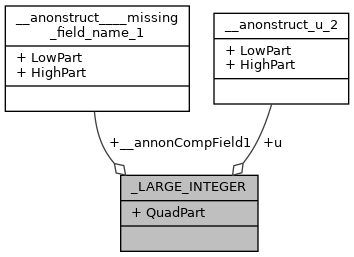 __anonstruct____missing
_field_name_1
+ LowPart
+ HighPart
__anonstruct_u_2
+ LowPart
+ HighPart
+__annonCompField1
+u
_LARGE_INTEGER
+ QuadPart